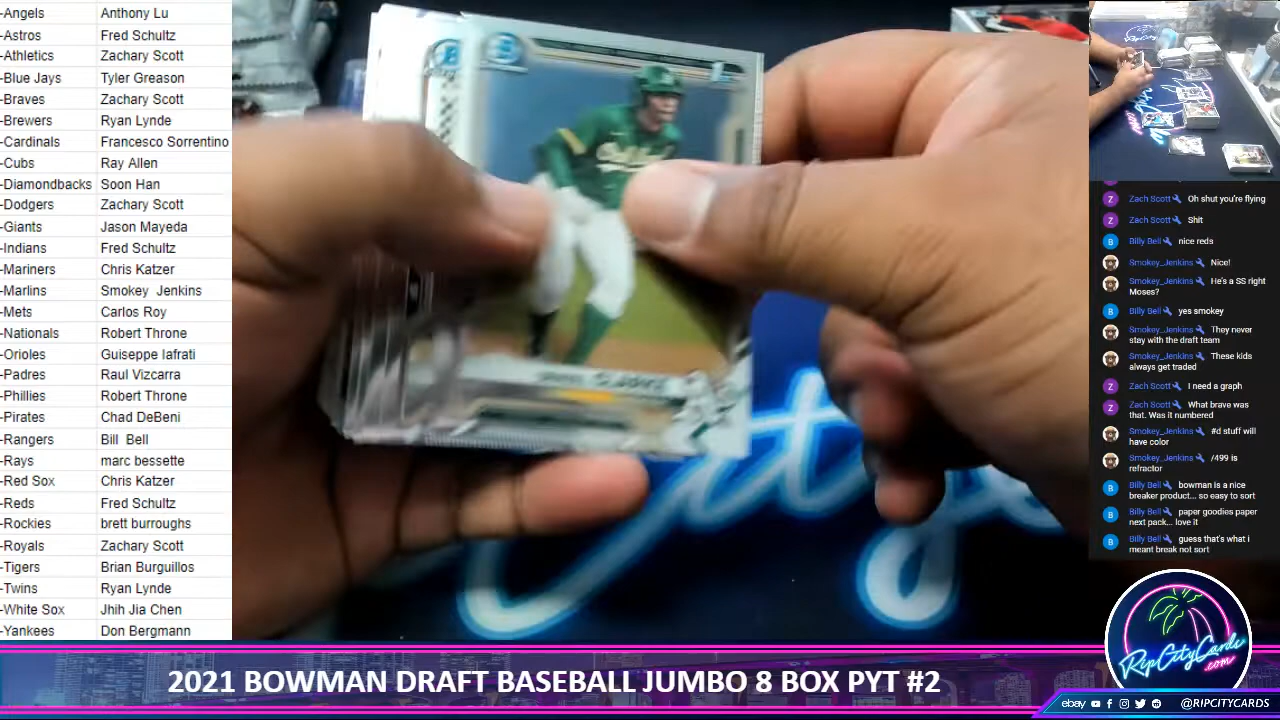 -Angels Anthony Lu
-Astros Fred Schultz
-Athletics Zachary Scott
-Blue Jays Tyler Greason
-Braves Zachary Scott
-Brewers Ryan Lynde
-Cardinals Francesco Sorrentino
-Cubs Ray Allen
-Diamondbacks Soon Han
-Dodgers Zachary Scott
-Giants Jason Mayeda
-Indians Fred Schultz
-Mariners Chris Katzer
-Marlins Smokey Jenkins
-Mets Carlos Roy
-Nationals Robert Throne
-Orioles Guiseppe Iafrati
-Padres Raul Vizcarra
-Phillies Robert Throne
-Pirates Chad DeBeni
-Rangers Bill Bell
-Rays marc bessette
-Red Sox Chris Katzer
-Reds Fred Schultz
-Rockies brett burroughs
-Royals Zachary Scott
-Tigers Brian Burguillos
-Twins Ryan Lynde
-White Sox Jhih Jia Chen
-Yankees Don Bergmann
Z Zach Scott Oh shut you're flying
Z Zach Scott Shit
B Billy Bell nice reds
Smokey_Jenkins Nice!
Smokey_Jenkins He's a SS right
Moses?
B Billy Bell yes smokey
Smokey_Jenkins They never
stay with the draft team
Smokey_Jenkins These kids
always get traded
Z Zach Scott I need a graph
Z Zach Scott What brave was
that. Was it numbered
Smokey_Jenkins #d stuff will
have color
Smokey_Jenkins /499 is
refractor
B Billy Bell bowman is a nice
breaker product... so easy to sort
B Billy Bell paper goodies paper
next pack... love it
B Billy Bell guess that's what i
meant break not sort
RipCityCards
.com
2021 BOWMAN DRAFT BASEBALL JUMBO 8 BOX PYT #2
ebay @RIPCITYCARDS